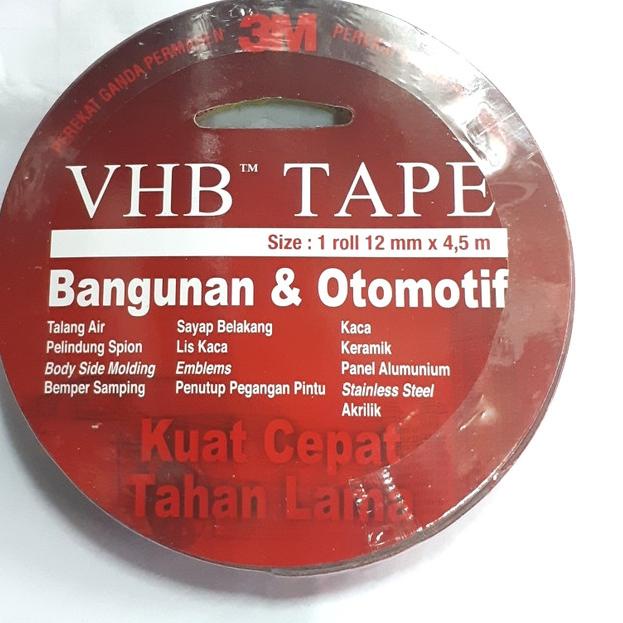 PEREKAT GANDA PERMANEN 3M PEREKAT
VHB™ TAPE
Size : 1 roll 12 mm x 4,5 m
Bangunan & Otomotif
Talang Air Sayap Belakang Kaca
Pelindung Spion Lis Kaca Keramik
Body Side Molding Emblems Panel Alumunium
Bemper Samping Penutup Pegangan Pintu Stainless Steel
Akrilik
Kuat Cepat
Tahan Lama